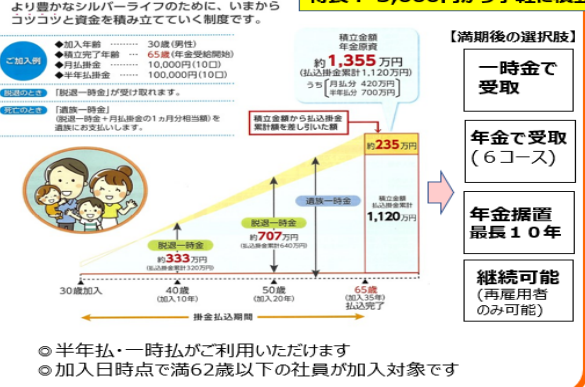 より豊かなシルバーライフのために、いまから
コツコツと資金を積み立てていく制度です。
ご加入例
◆加入年齢 …… 30歳(男性)
◆積立完了年齢 … 65歳(年金受給開始)
◆月払掛金 …… 10,000円(10口)
◆半年払掛金 …… 100,000円(10口)
脱退のとき 「脱退一時金」が受け取れます。
死亡のとき 「遺族一時金」
(脱退一時金+月払掛金の1ヵ月分相当額)を
遺族にお支払いします。
積立金額
年金原資
約1,355万円
(払込掛金累計1,120万円)
うち
月払分 420万円
半年払分 700万円
積立金額から払込掛金
累計額を差し引いた額
約235万円
遺族一時金
積立金額
払込掛金累計
1,120万円
脱退一時金
約707万円
(払込掛金累計640万円)
脱退一時金
約333万円
(払込掛金累計320万円)
30歳加入
40歳
(加入10年)
50歳
(加入20年)
65歳
(加入35年)
払込完了
掛金払込期間
【満期後の選択肢】
一時金で
受取
年金で受取
(6コース)
年金据置
最長10年
継続可能
(再雇用者
のみ可能)
◎半年払・一時払がご利用いただけます
◎加入日時点で満62歳以下の社員が加入対象です